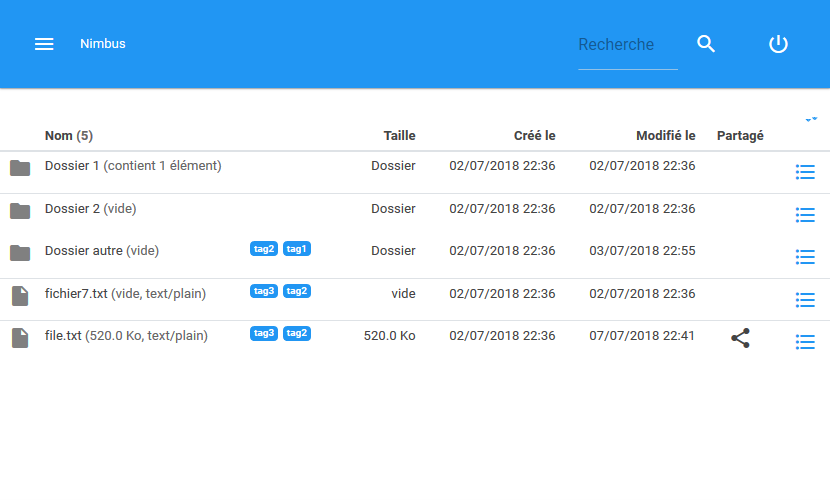 Nimbus Recherche
Nom (5) Taille Créé le Modifié le Partagé
Dossier 1 (contient 1 élément) Dossier 02/07/2018 22:36 02/07/2018 22:36
Dossier 2 (vide) Dossier 02/07/2018 22:36 02/07/2018 22:36
Dossier autre (vide) tag2 tag1 Dossier 02/07/2018 22:36 03/07/2018 22:55
fichier7.txt (vide, text/plain) tag3 tag2 vide 02/07/2018 22:36 02/07/2018 22:36
file.txt (520.0 Ko, text/plain) tag3 tag2 520.0 Ko 02/07/2018 22:36 07/07/2018 22:41